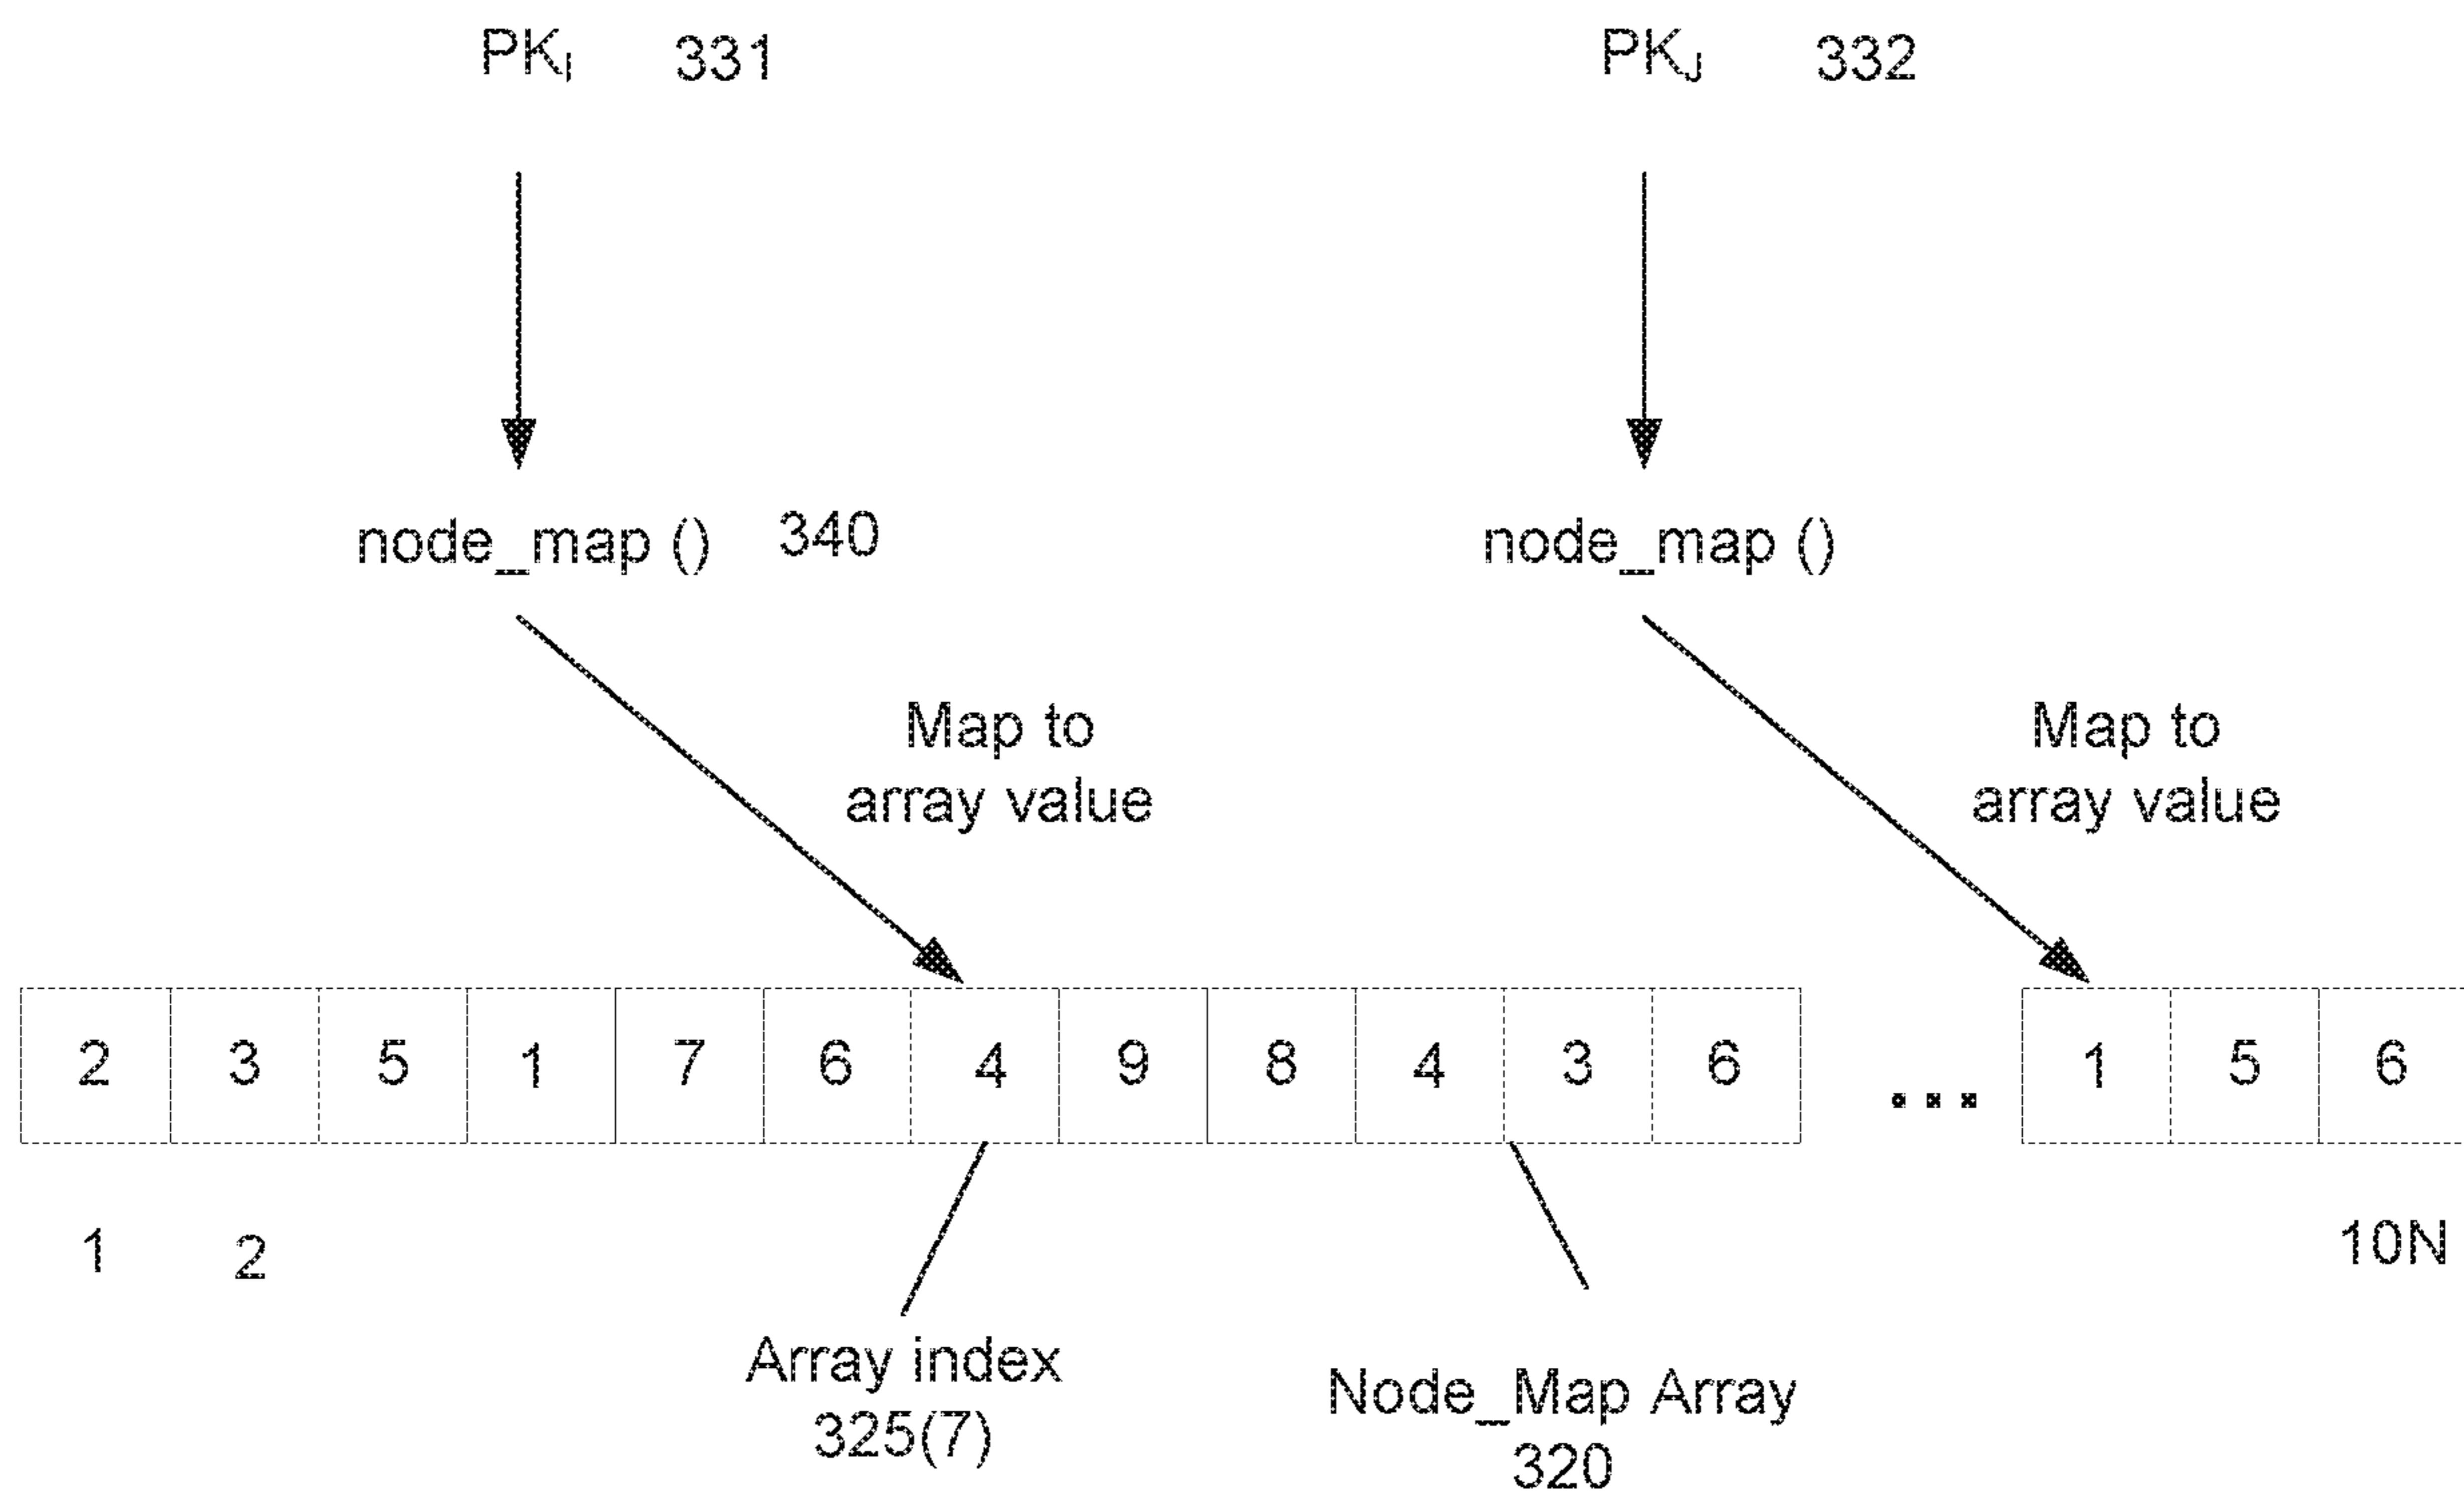 PKI 331 PKJ 332
node_map () 340 node_map ()
Map to Map to
array value array value
2 3 5 1 7 6 4 9 8 4 3 6 ... 1 5 6
1 2 10N
Array index Node_Map Array
325(7) 320